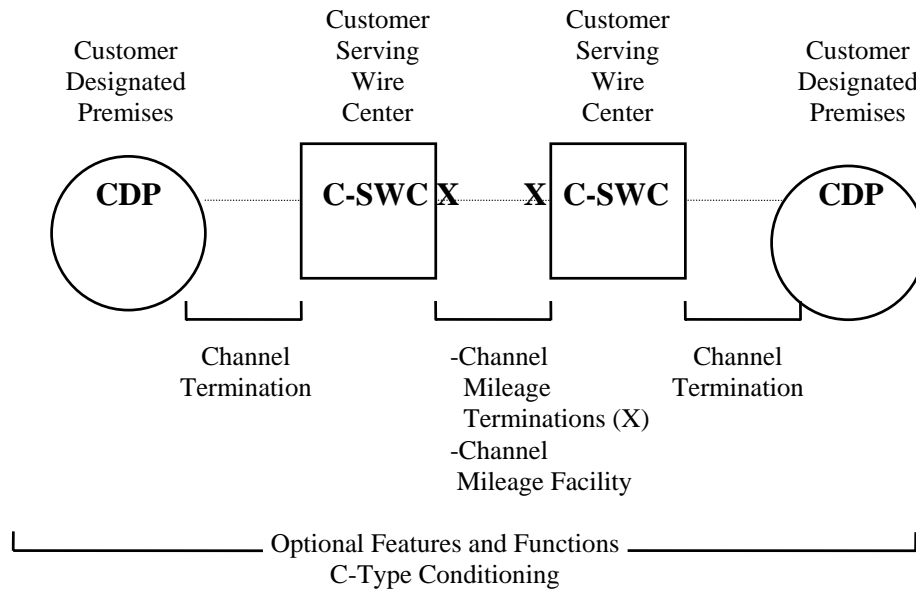 Customer
Designated
Premises
Customer
Serving
Wire
Center
Customer
Serving
Wire
Center
Customer
Designated
Premises
CDP
C-SWC X
X C-SWC
CDP
Channel
Termination
-Channel
Mileage
Terminations (X)
-Channel
Mileage Facility
Channel
Termination
Optional Features and Functions
C-Type Conditioning